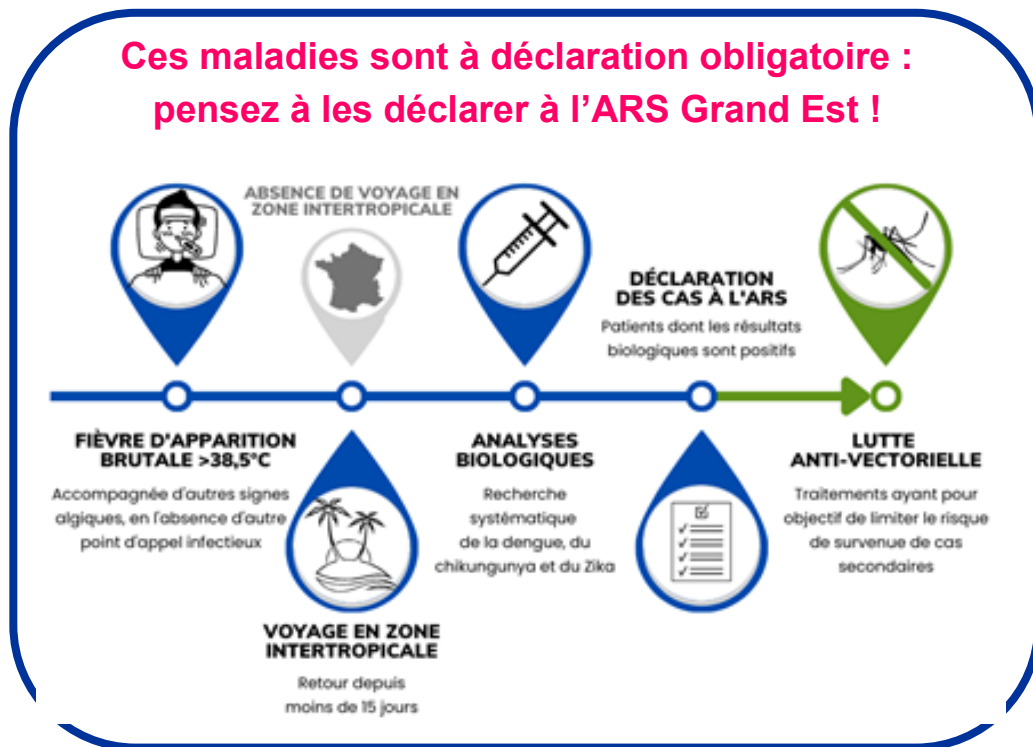 Ces maladies sont à déclaration obligatoire :
pensez à les déclarer à l'ARS Grand Est !
ABSENCE DE VOYAGE EN
ZONE INTERTROPICALE
DÉCLARATION
DES CAS À L'ARS
Patients dont les résultats
biologiques sont positifs
FIÈVRE D'APPARITION
BRUTALE >38,5°C
Accompagnée d'autres signes
algiques, en l'absence d'autre
point d'appel infectieux
VOYAGE EN ZONE
INTERTROPICALE
Retour depuis
moins de 15 jours
ANALYSES
BIOLOGIQUES
Recherche
systématique
de la dengue, du
chikungunya et du Zika
LUTTE
ANTI-VECTORIELLE
Traitements ayant pour
objectif de limiter le risque
de survenue de cas
secondaires